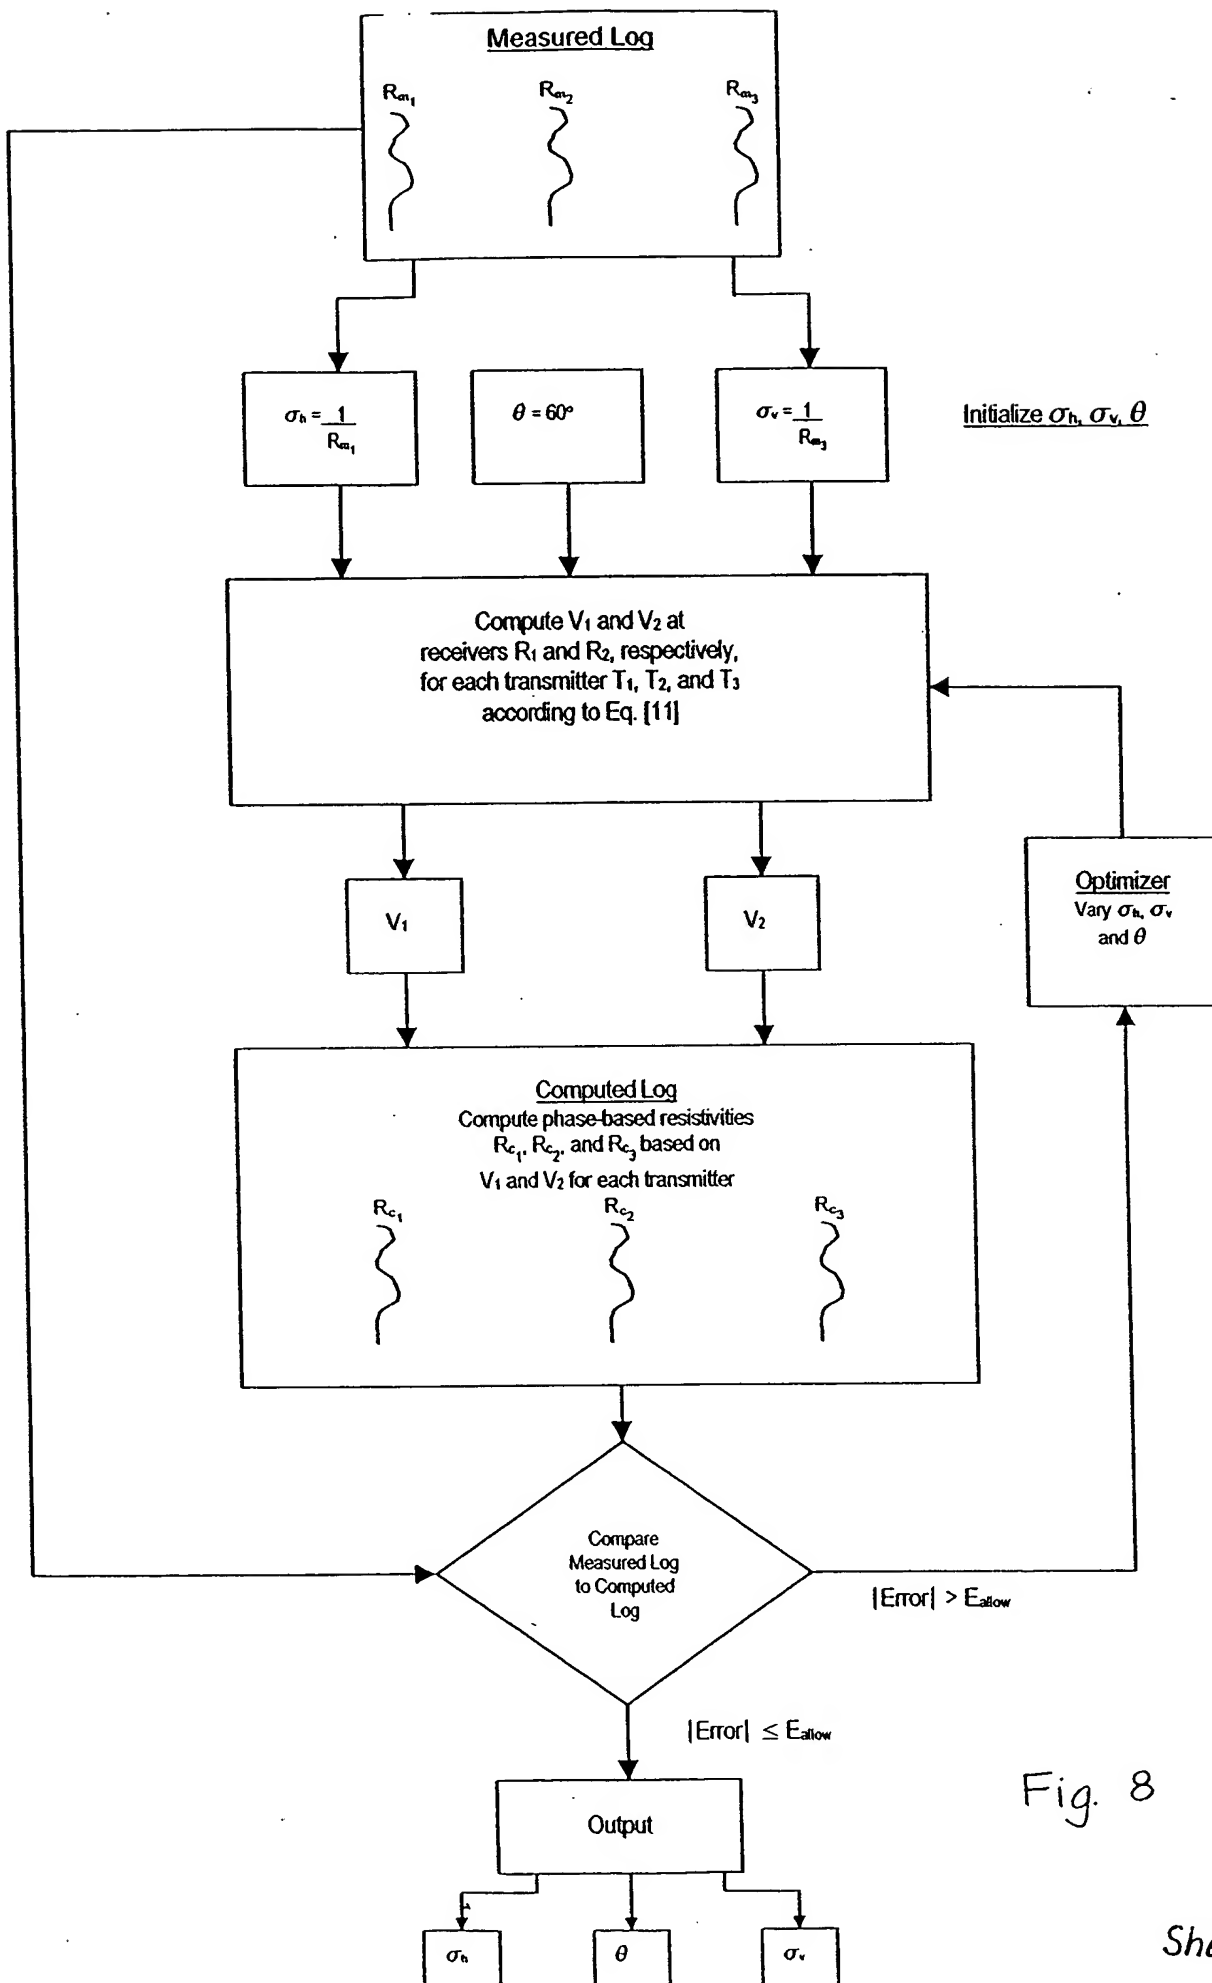 Measured Log
Rm1 Rm2 Rm3
σh = 1/Rm1
θ = 60°
σv = 1/Rm3
Initialize σh, σv, θ
Compute V1 and V2 at
receivers R1 and R2, respectively,
for each transmitter T1, T2, and T3
according to Eq. [11]
V1
V2
Optimizer
Vary σh, σv
and θ
Computed Log
Compute phase-based resistivities
Rc1, Rc2, and Rc3 based on
V1 and V2 for each transmitter
Rc1 Rc2 Rc3
Compare
Measured Log
to Computed
Log
|Error| > Eallow
|Error| ≤ Eallow
Output
σh
θ
σv
Fig. 8